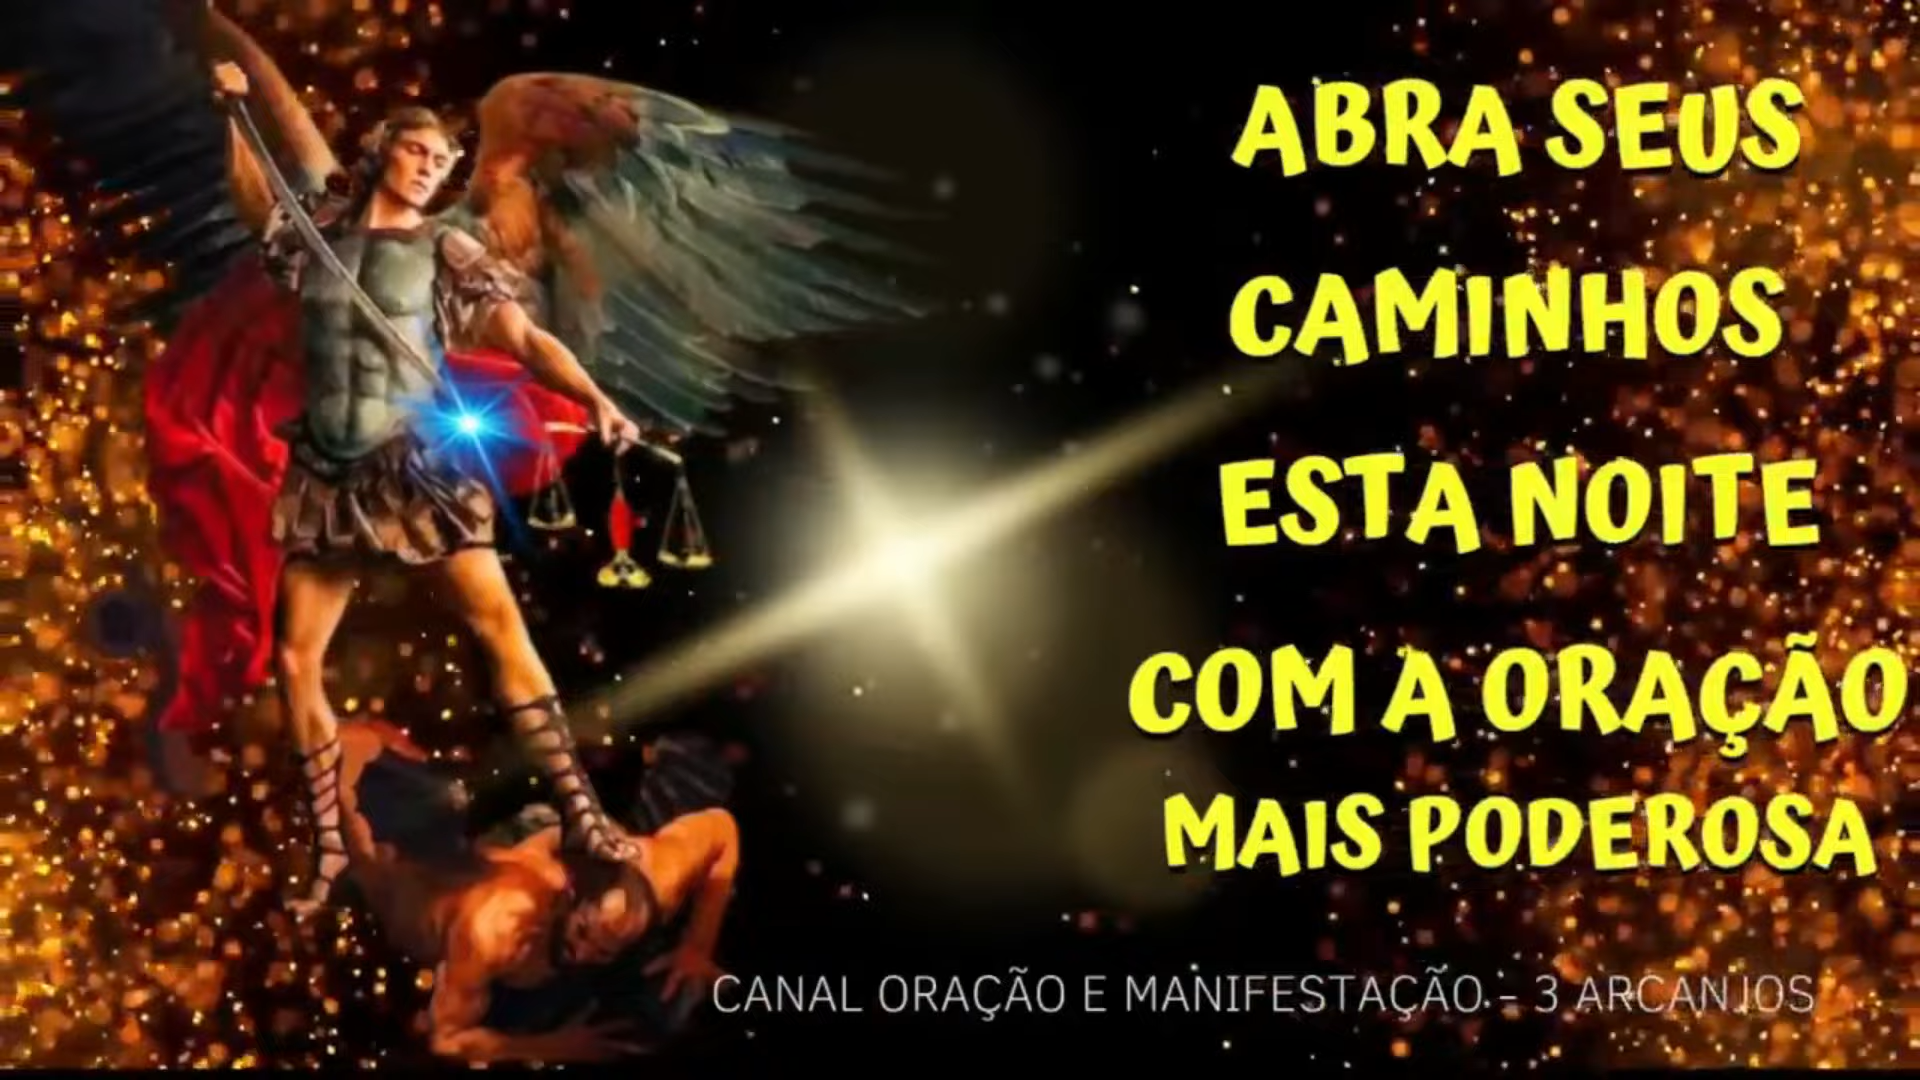 ABRA SEUS
CAMINHOS
ESTA NOITE
COM A ORAÇÃO
MAIS PODEROSA
CANAL ORAÇÃO E MANIFESTAÇÃO - 3 ARCANJOS